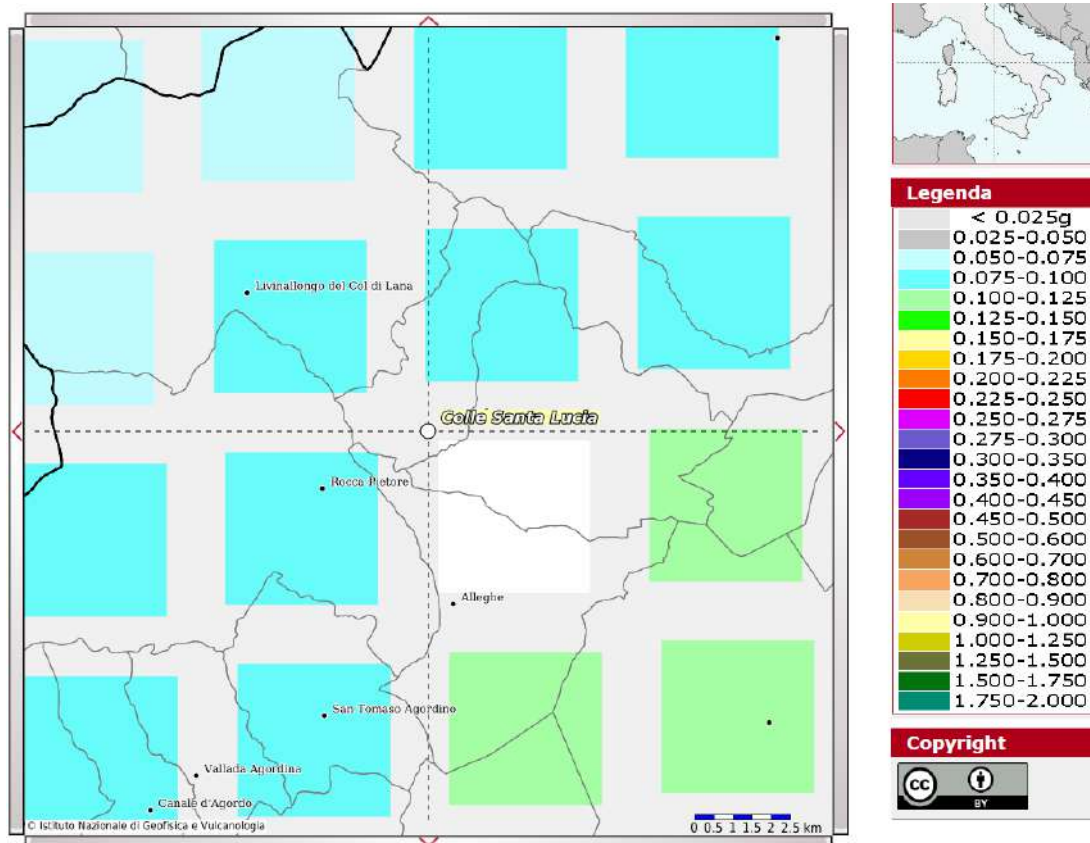 Livinallongo del Col di Lana
Colle Santa Lucia
Rocca Pietore
Alleghe
San Tomaso Agordino
Vallada Agordina
Canale d'Agordo
© Istituto Nazionale di Geofisica e Vulcanologia
0 0.5 1 1.5 2 2.5 km
Legenda
< 0.025g
0.025-0.050
0.050-0.075
0.075-0.100
0.100-0.125
0.125-0.150
0.150-0.175
0.175-0.200
0.200-0.225
0.225-0.250
0.250-0.275
0.275-0.300
0.300-0.350
0.350-0.400
0.400-0.450
0.450-0.500
0.500-0.600
0.600-0.700
0.700-0.800
0.800-0.900
0.900-1.000
1.000-1.250
1.250-1.500
1.500-1.750
1.750-2.000
Copyright
cc
BY